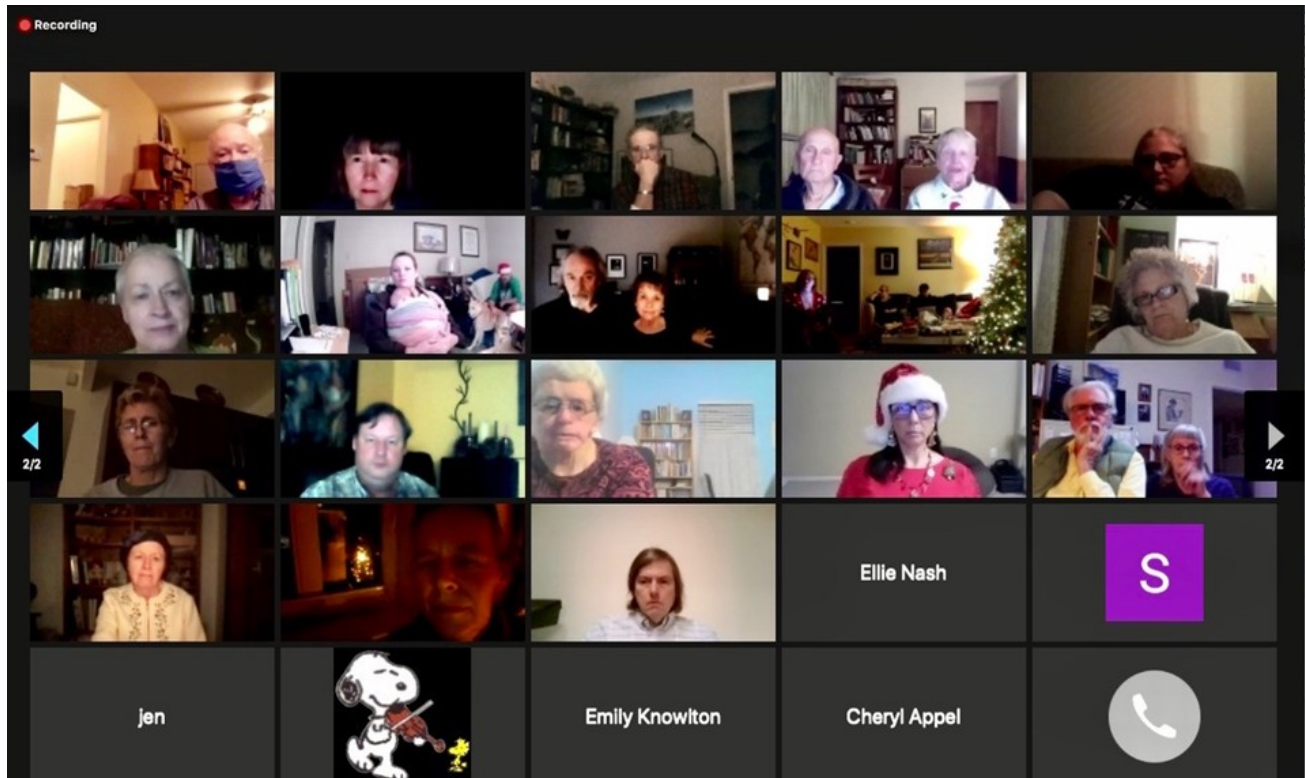 Recording
2/2
2/2
Ellie Nash
S
jen
Emily Knowlton
Cheryl Appel